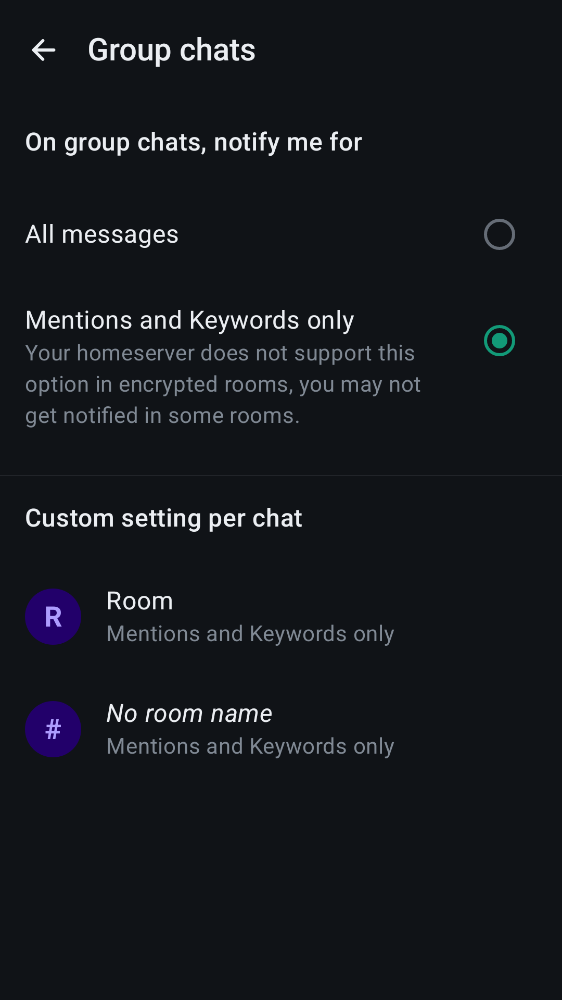 Group chats
On group chats, notify me for
All messages
Mentions and Keywords only
Your homeserver does not support this
option in encrypted rooms, you may not
get notified in some rooms.
Custom setting per chat
R
Room
Mentions and Keywords only
#
No room name
Mentions and Keywords only